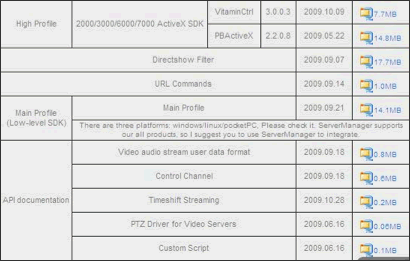 High Profile
2000/3000/6000/7000 ActiveX SDK
VitaminCtrl 3.0.0.3 2009.10.09 7.7MB
PBActiveX 2.2.0.8 2009.05.22 14.8MB
Directshow Filter 2009.09.07 17.7MB
URL Commands 2009.09.14 1.0MB
Main Profile
(Low-level SDK)
Main Profile 2009.09.21 14.1MB
There are three platforms: windows/linux/pocketPC, Please check it. ServerManager supports
our all products, so I suggest you to use ServerManager to integrate.
API documentation
Video audio stream user data format 2009.09.18 0.8MB
Control Channel 2009.09.18 0.6MB
Timeshift Streaming 2009.10.28 0.2MB
PTZ Driver for Video Servers 2009.06.16 0.06MB
Custom Script 2009.06.16 0.1MB